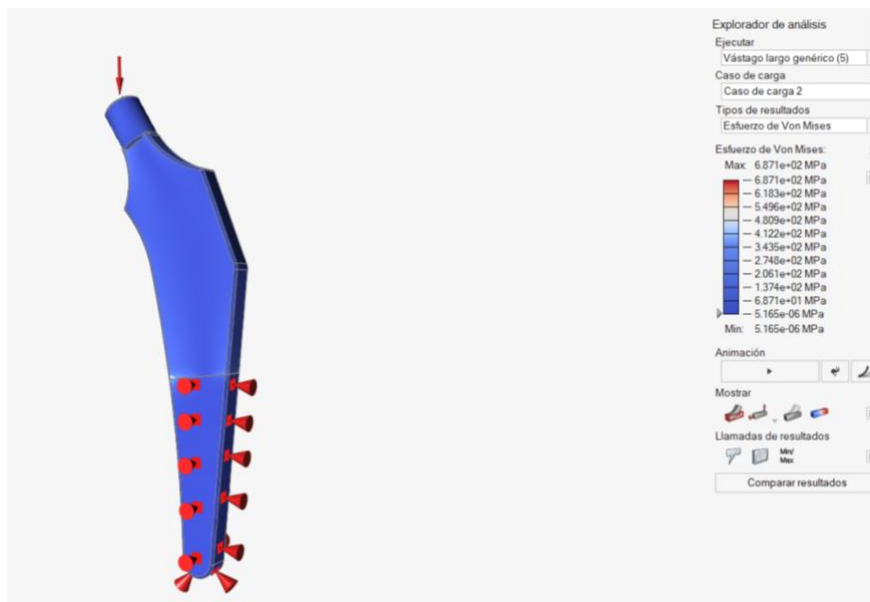 Explorador de análisis
Ejecutar
Vástago largo genérico (5)
Caso de carga
Caso de carga 2
Tipos de resultados
Esfuerzo de Von Mises
Esfuerzo de Von Mises:
Max: 6.871e+02 MPa
6.871e+02 MPa
6.183e+02 MPa
5.496e+02 MPa
4.809e+02 MPa
4.122e+02 MPa
3.435e+02 MPa
2.748e+02 MPa
2.061e+02 MPa
1.374e+02 MPa
6.871e+01 MPa
5.165e-06 MPa
Min: 5.165e-06 MPa
Animación
Mostrar
Llamadas de resultados
Min/
Max
Comparar resultados